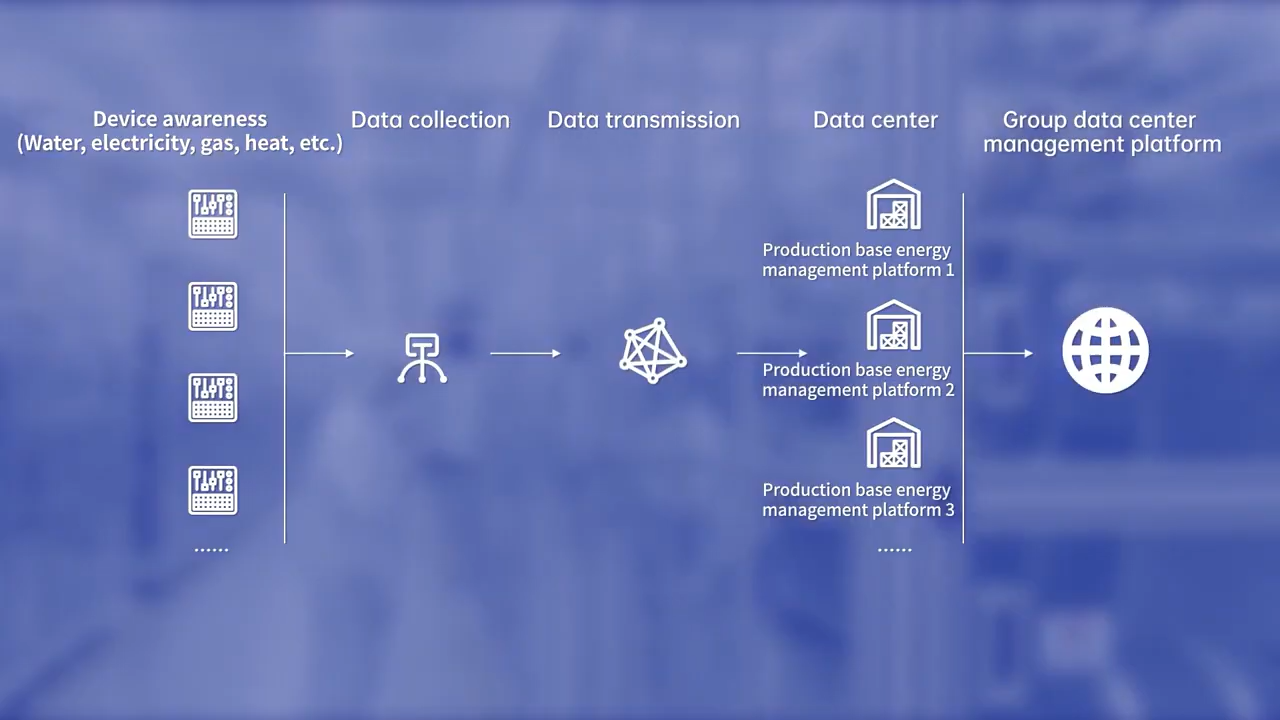 Device awareness
(Water, electricity, gas, heat, etc.)
Data collection
Data transmission
Data center
Group data center
management platform
Production base energy
management platform 1
Production base energy
management platform 2
Production base energy
management platform 3
......
......